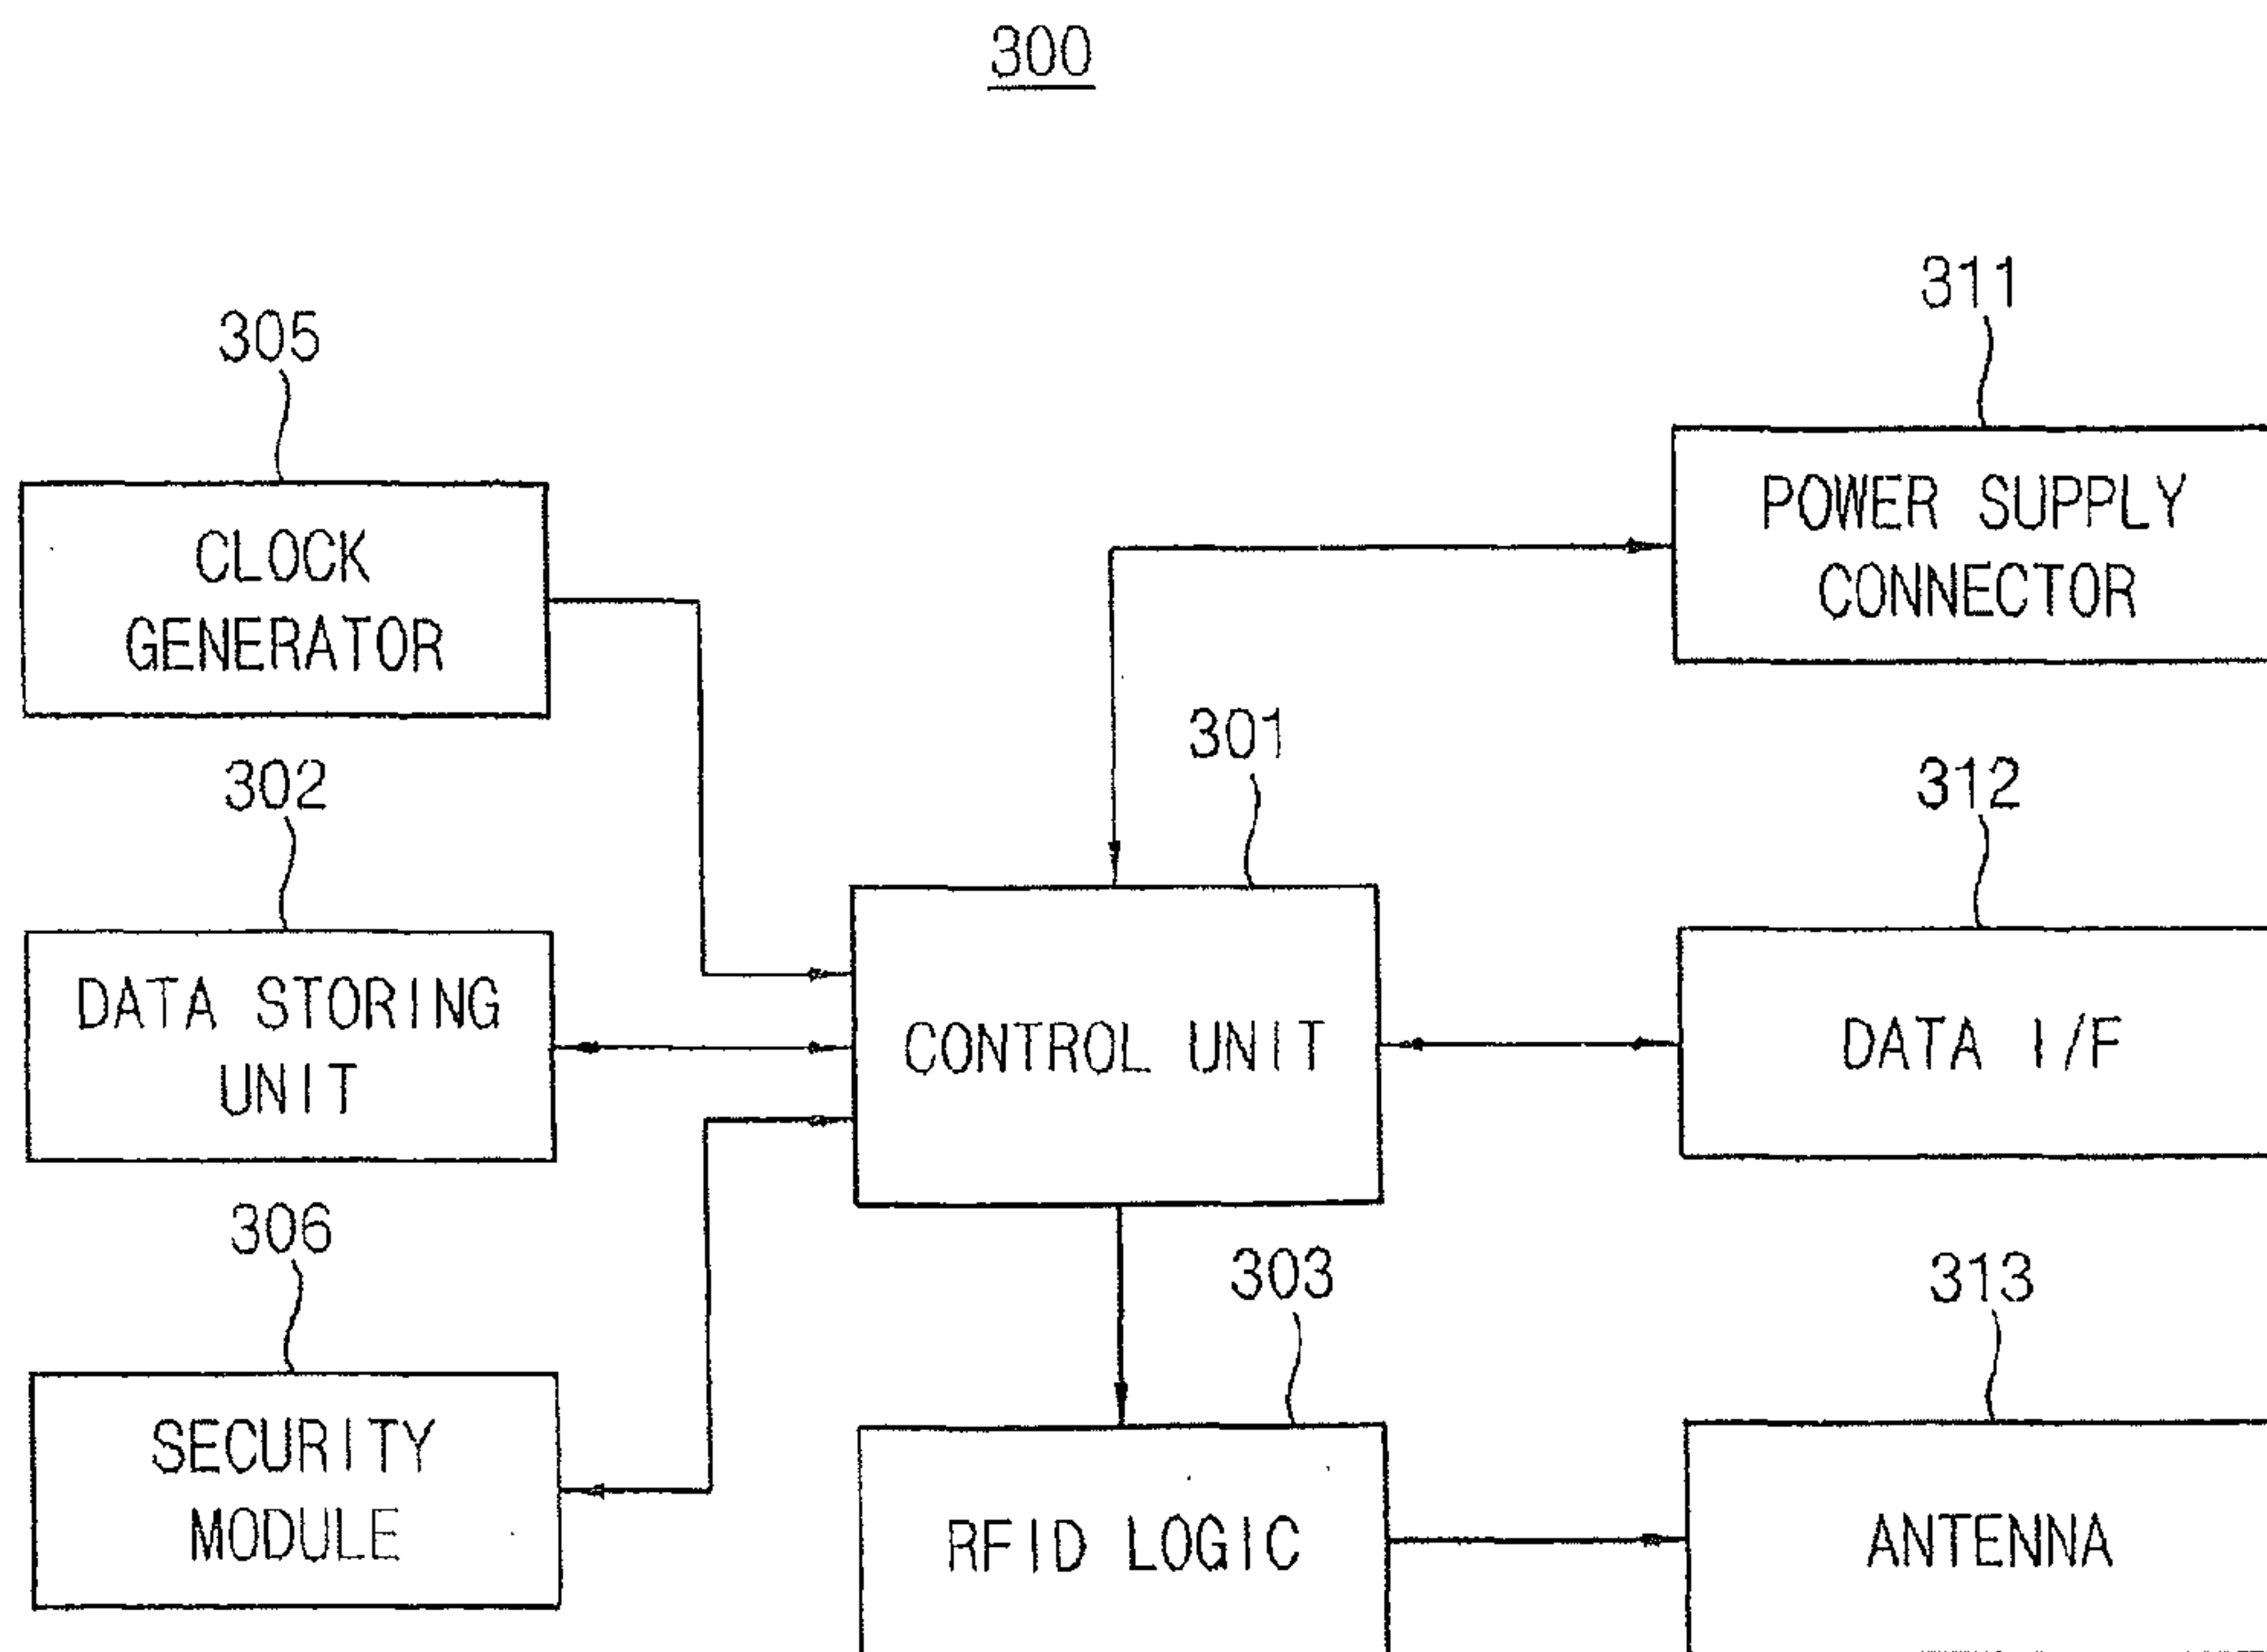 300
305
CLOCK
GENERATOR
311
POWER SUPPLY
CONNECTOR
302
DATA STORING
UNIT
301
CONTROL UNIT
312
DATA I/F
306
SECURITY
MODULE
303
RFID LOGIC
313
ANTENNA